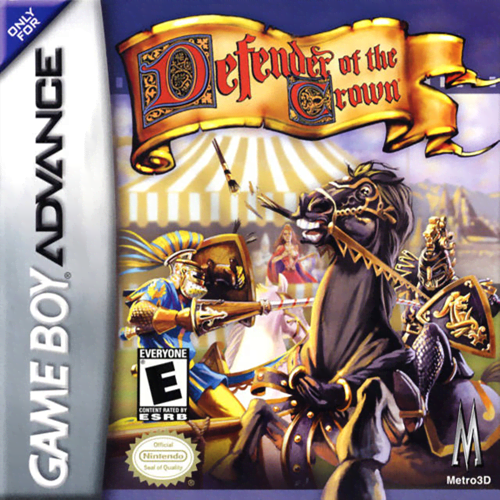 ONLY
FOR
GAME BOY ADVANCE
Defender of the
Crown
EVERYONE
E
CONTENT RATED BY
ESRB
Official
Nintendo
Seal of Quality
M
Metro3D